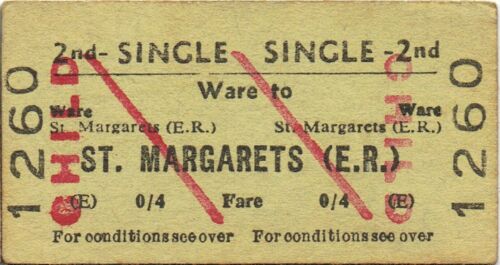 2nd- SINGLE SINGLE -2nd
Ware to
Ware Ware
St. Margarets (E.R.) St. Margarets (E.R.)
ST. MARGARETS (E.R.)
(E) 0/4 Fare 0/4 (E)
For conditions see over For conditions see over
1260
CHILD
CHILD
1260